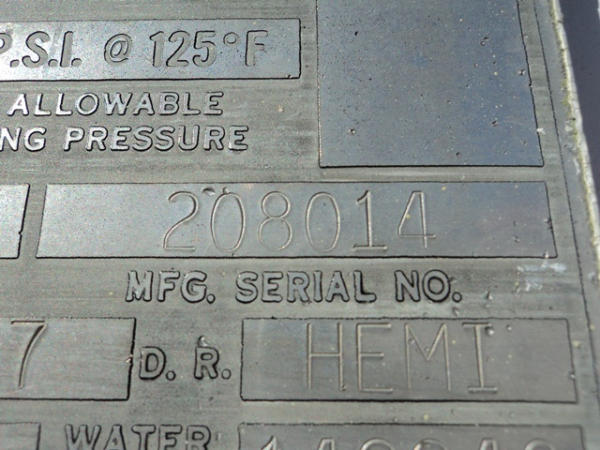 P.S.I. @ 125°F
ALLOWABLE
NG PRESSURE
208014
MFG. SERIAL NO.
7 D. R. HEMI
WATER